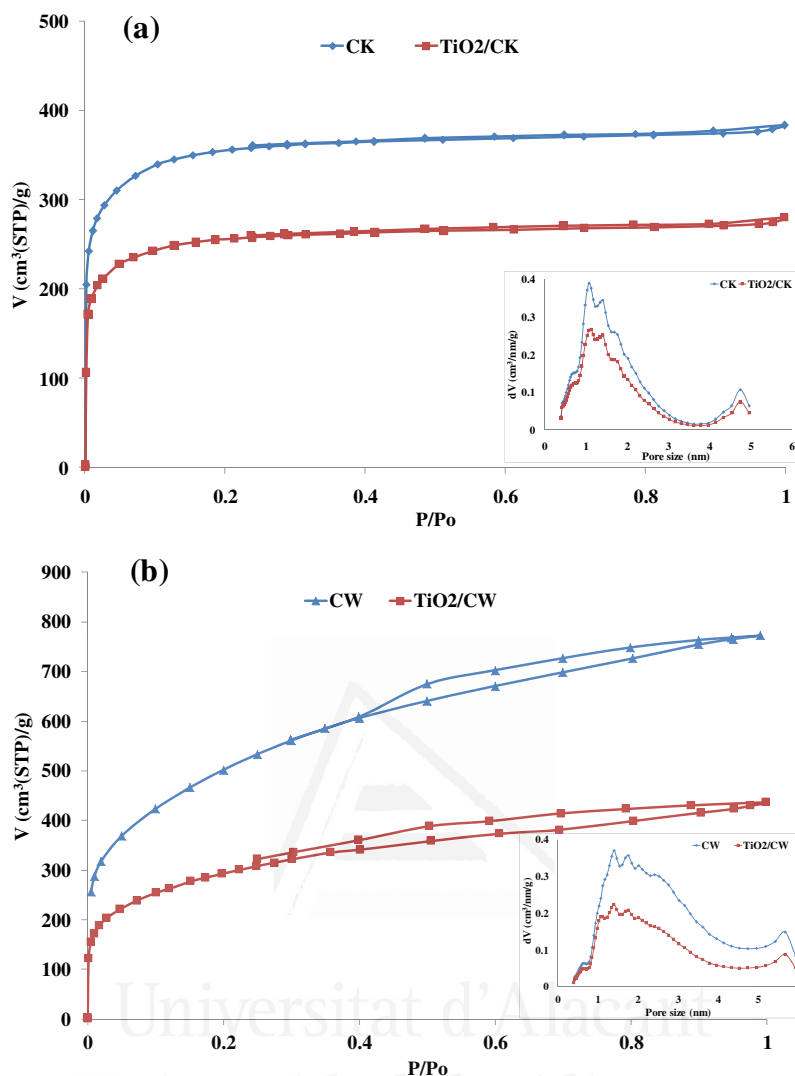 (a)
CK
TiO2/CK
500
400
300
200
100
0
V (cm³(STP)/g)
0
0.2
0.4
0.6
0.8
1
P/Po
CK
TiO2/CK
0.4
0.3
0.2
0.1
0
dV (cm³/nm/g)
0
1
2
3
4
5
6
Pore size (nm)
(b)
CW
TiO2/CW
900
800
700
600
500
400
300
200
100
0
V (cm³(STP)/g)
0
0.2
0.4
0.6
0.8
1
P/Po
CW
TiO2/CW
0.4
0.3
0.2
0.1
0
dV (cm³/nm/g)
0
1
2
3
4
5
Pore size (nm)
Universitat d'Alacant